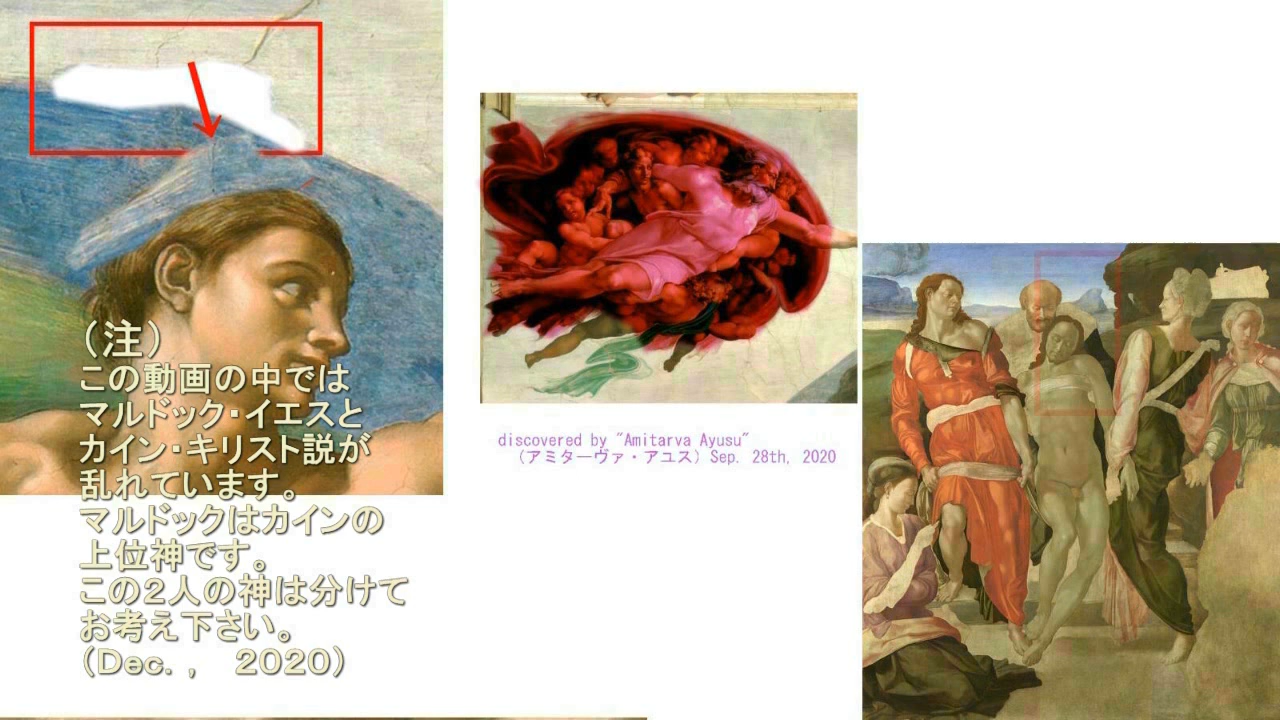 （注）
この動画の中では
マルドック・イエスと
カイン・キリスト説が
乱れています。
マルドックはカインの
上位神です。
この２人の神は分けて
お考え下さい。
（Dec.， ２０２０）
discovered by "Amitarva Ayusu"
（アミターヴァ・アユス）Sep. 28th, 2020